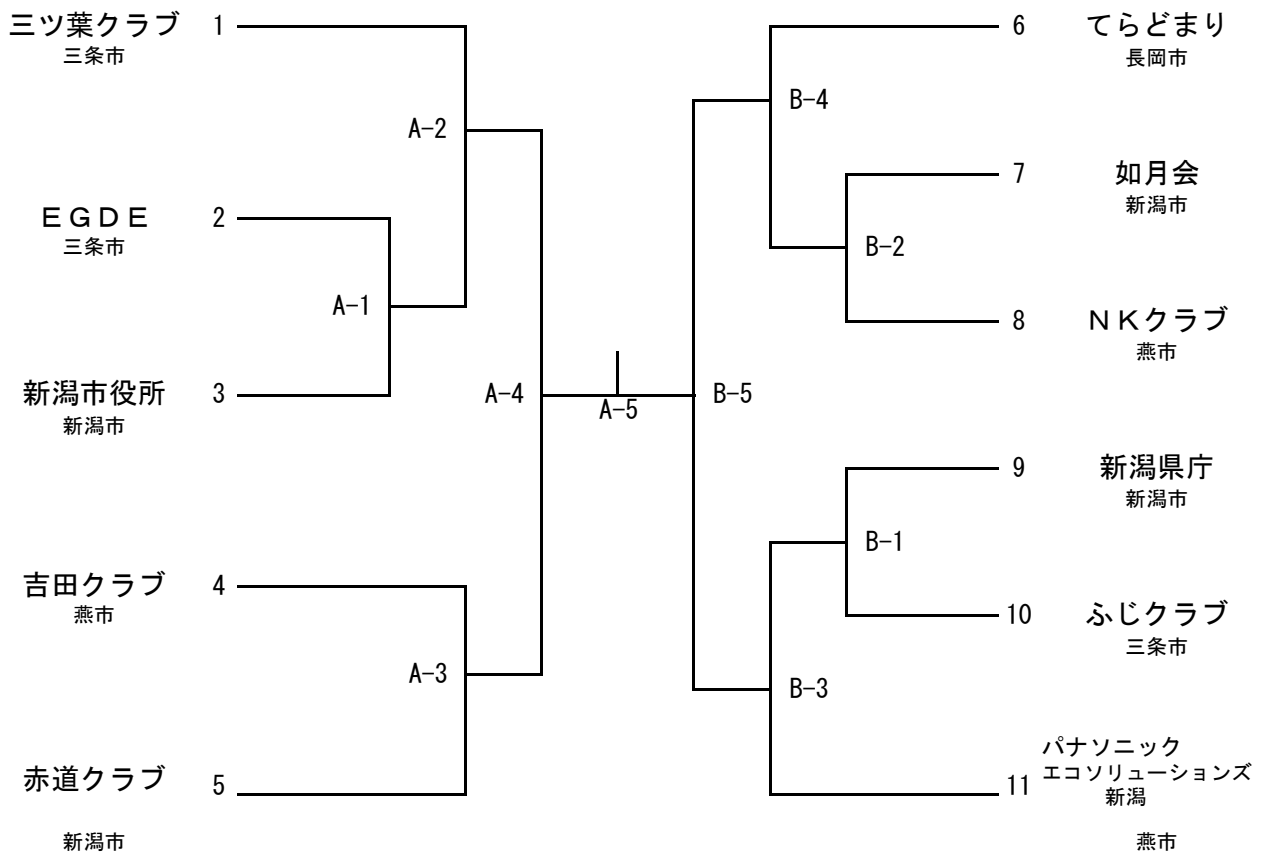 三ツ葉クラブ 1
三条市
A-2
ＥＧＤＥ 2
三条市
A-1
新潟市役所 3
新潟市
A-4
吉田クラブ 4
燕市
A-3
赤道クラブ 5
新潟市
A-5
6 てらどまり
長岡市
B-4
7 如月会
新潟市
B-2
8 ＮＫクラブ
燕市
B-5
9 新潟県庁
新潟市
B-1
10 ふじクラブ
三条市
B-3
11 パナソニック
エコソリューションズ
新潟
燕市